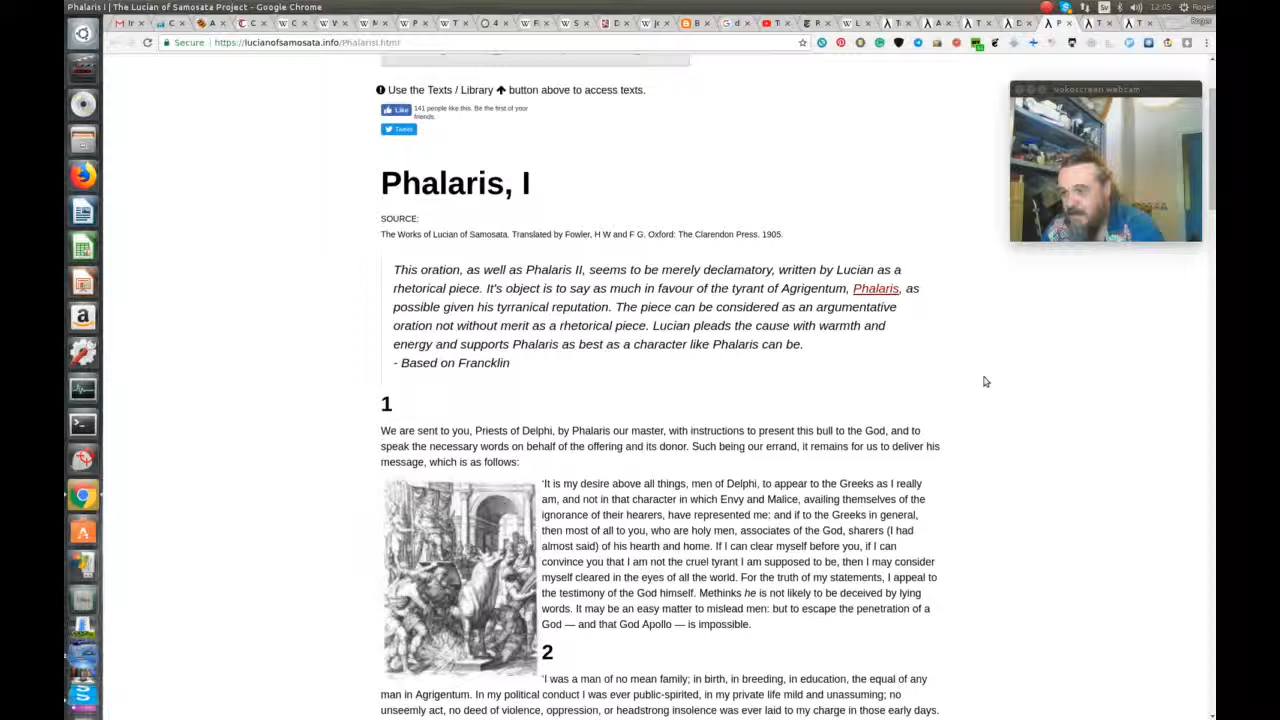 Phalaris I | The Lucian of Samosata Project - Google Chrome
12:05 Roger
Roger
Secure https://lucianofsamosata.info/PhalarisI.html
Use the Texts / Library button above to access texts.
Like 141 people like this. Be the first of your
friends.
Tweet
Phalaris, I
SOURCE:
The Works of Lucian of Samosata. Translated by Fowler, H W and F G. Oxford: The Clarendon Press. 1905.
This oration, as well as Phalaris II, seems to be merely declamatory, written by Lucian as a
rhetorical piece. It's object is to say as much in favour of the tyrant of Agrigentum, Phalaris, as
possible given his tyrranical reputation. The piece can be considered as an argumentative
oration not without merit as a rhetorical piece. Lucian pleads the cause with warmth and
energy and supports Phalaris as best as a character like Phalaris can be.
- Based on Francklin
1
We are sent to you, Priests of Delphi, by Phalaris our master, with instructions to present this bull to the God, and to
speak the necessary words on behalf of the offering and its donor. Such being our errand, it remains for us to deliver his
message, which is as follows:
'It is my desire above all things, men of Delphi, to appear to the Greeks as I really
am, and not in that character in which Envy and Malice, availing themselves of the
ignorance of their hearers, have represented me: and if to the Greeks in general,
then most of all to you, who are holy men, associates of the God, sharers (I had
almost said) of his hearth and home. If I can clear myself before you, if I can
convince you that I am not the cruel tyrant I am supposed to be, then I may consider
myself cleared in the eyes of all the world. For the truth of my statements, I appeal to
the testimony of the God himself. Methinks he is not likely to be deceived by lying
words. It may be an easy matter to mislead men: but to escape the penetration of a
God — and that God Apollo — is impossible.
2
'I was a man of no mean family; in birth, in breeding, in education, the equal of any
man in Agrigentum. In my political conduct I was ever public-spirited, in my private life mild and unassuming; no
unseemly act, no deed of violence, oppression, or headstrong insolence was ever laid to my charge in those early days.